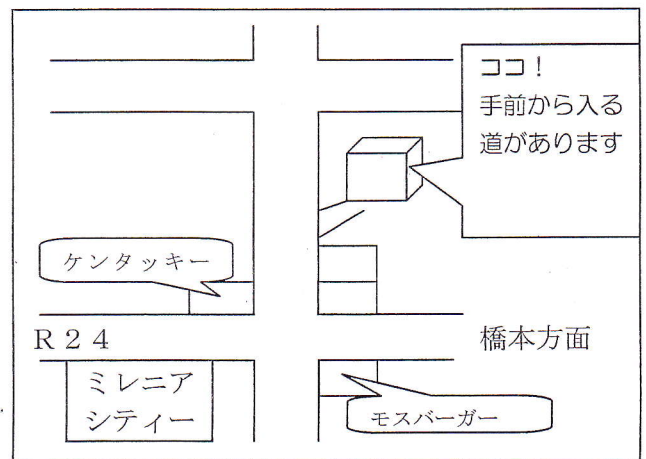 ココ！
手前から入る
道があります
ケンタッキー
R24
橋本方面
ミレニア
シティー
モスバーガー